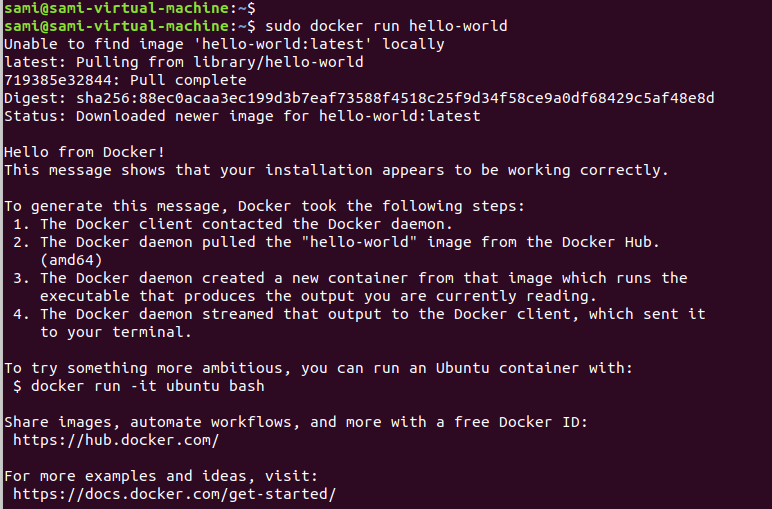 sami@sami-virtual-machine:~$
sami@sami-virtual-machine:~$ sudo docker run hello-world
Unable to find image 'hello-world:latest' locally
latest: Pulling from library/hello-world
719385e32844: Pull complete
Digest: sha256:88ec0acaa3ec199d3b7eaf73588f4518c25f9d34f58ce9a0df68429c5af48e8d
Status: Downloaded newer image for hello-world:latest

Hello from Docker!
This message shows that your installation appears to be working correctly.

To generate this message, Docker took the following steps:
 1. The Docker client contacted the Docker daemon.
 2. The Docker daemon pulled the "hello-world" image from the Docker Hub.
    (amd64)
 3. The Docker daemon created a new container from that image which runs the
    executable that produces the output you are currently reading.
 4. The Docker daemon streamed that output to the Docker client, which sent it
    to your terminal.

To try something more ambitious, you can run an Ubuntu container with:
 $ docker run -it ubuntu bash

Share images, automate workflows, and more with a free Docker ID:
 https://hub.docker.com/

For more examples and ideas, visit:
 https://docs.docker.com/get-started/